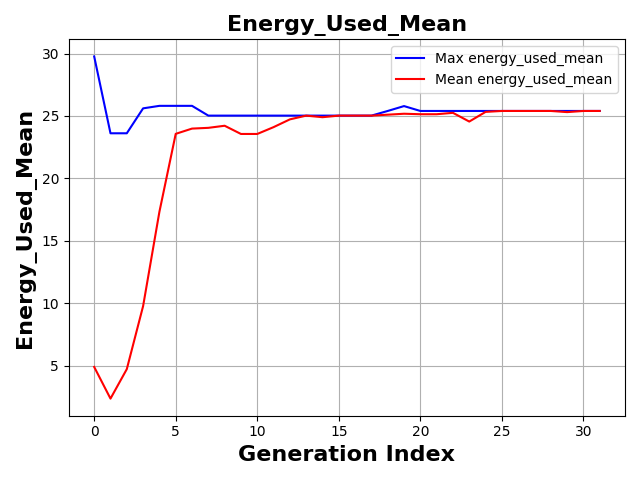 Energy_Used_Mean
Max energy_used_mean
Mean energy_used_mean
Energy_Used_Mean
30
25
20
15
10
5
0 5 10 15 20 25 30
Generation Index